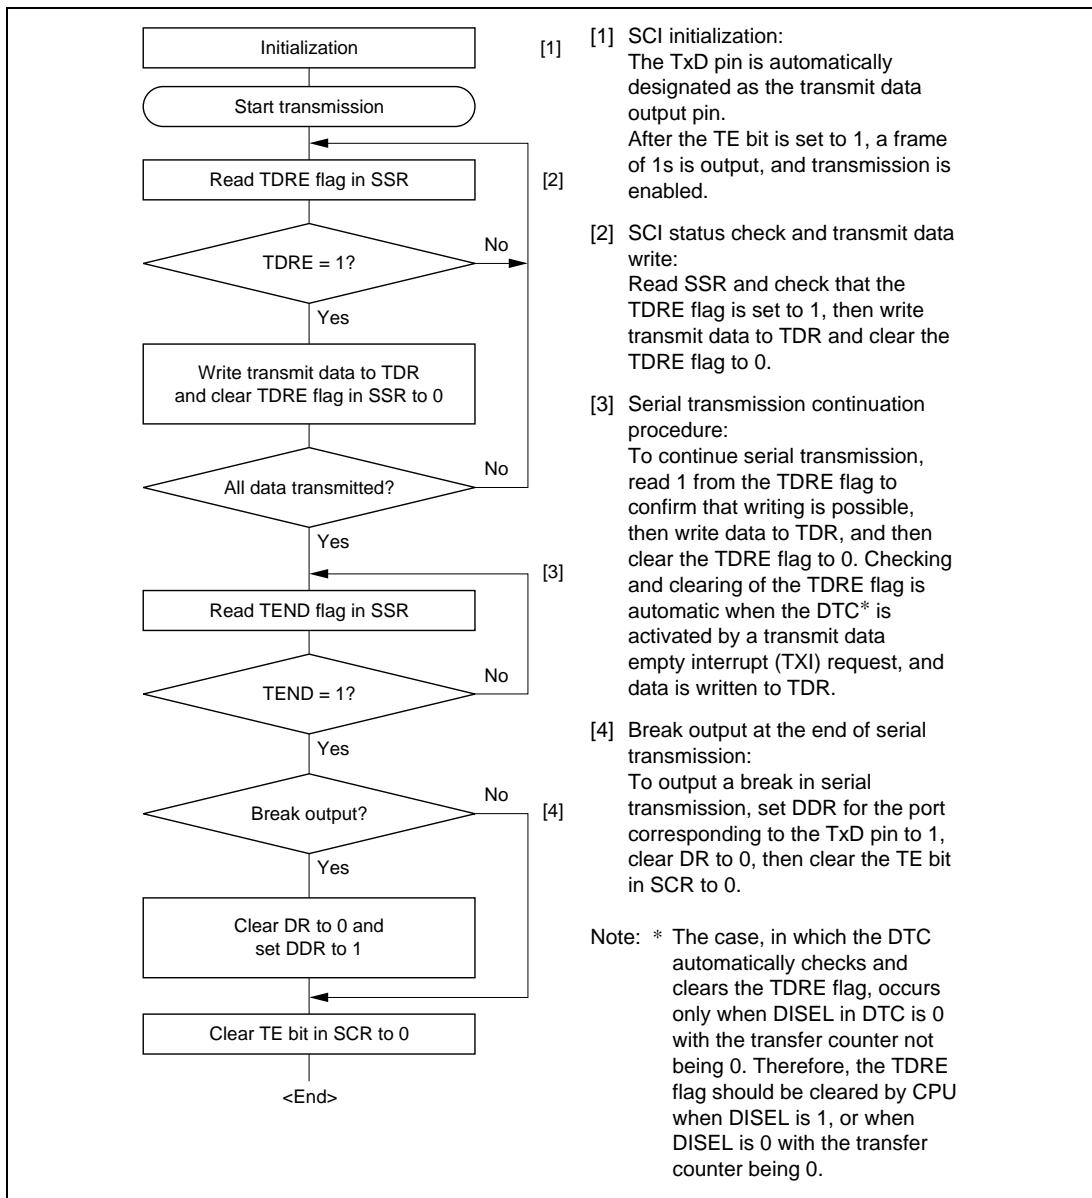 Initialization
[1]
Start transmission
Read TDRE flag in SSR
[2]
TDRE = 1?
No
Yes
Write transmit data to TDR
and clear TDRE flag in SSR to 0
All data transmitted?
No
Yes
[3]
Read TEND flag in SSR
TEND = 1?
No
Yes
Break output?
No
[4]
Yes
Clear DR to 0 and
set DDR to 1
Clear TE bit in SCR to 0
<End>
[1] SCI initialization:
The TxD pin is automatically
designated as the transmit data
output pin.
After the TE bit is set to 1, a frame
of 1s is output, and transmission is
enabled.
[2] SCI status check and transmit data
write:
Read SSR and check that the
TDRE flag is set to 1, then write
transmit data to TDR and clear the
TDRE flag to 0.
[3] Serial transmission continuation
procedure:
To continue serial transmission,
read 1 from the TDRE flag to
confirm that writing is possible,
then write data to TDR, and then
clear the TDRE flag to 0. Checking
and clearing of the TDRE flag is
automatic when the DTC* is
activated by a transmit data
empty interrupt (TXI) request, and
data is written to TDR.
[4] Break output at the end of serial
transmission:
To output a break in serial
transmission, set DDR for the port
corresponding to the TxD pin to 1,
clear DR to 0, then clear the TE bit
in SCR to 0.
Note: * The case, in which the DTC
automatically checks and
clears the TDRE flag, occurs
only when DISEL in DTC is 0
with the transfer counter not
being 0. Therefore, the TDRE
flag should be cleared by CPU
when DISEL is 1, or when
DISEL is 0 with the transfer
counter being 0.